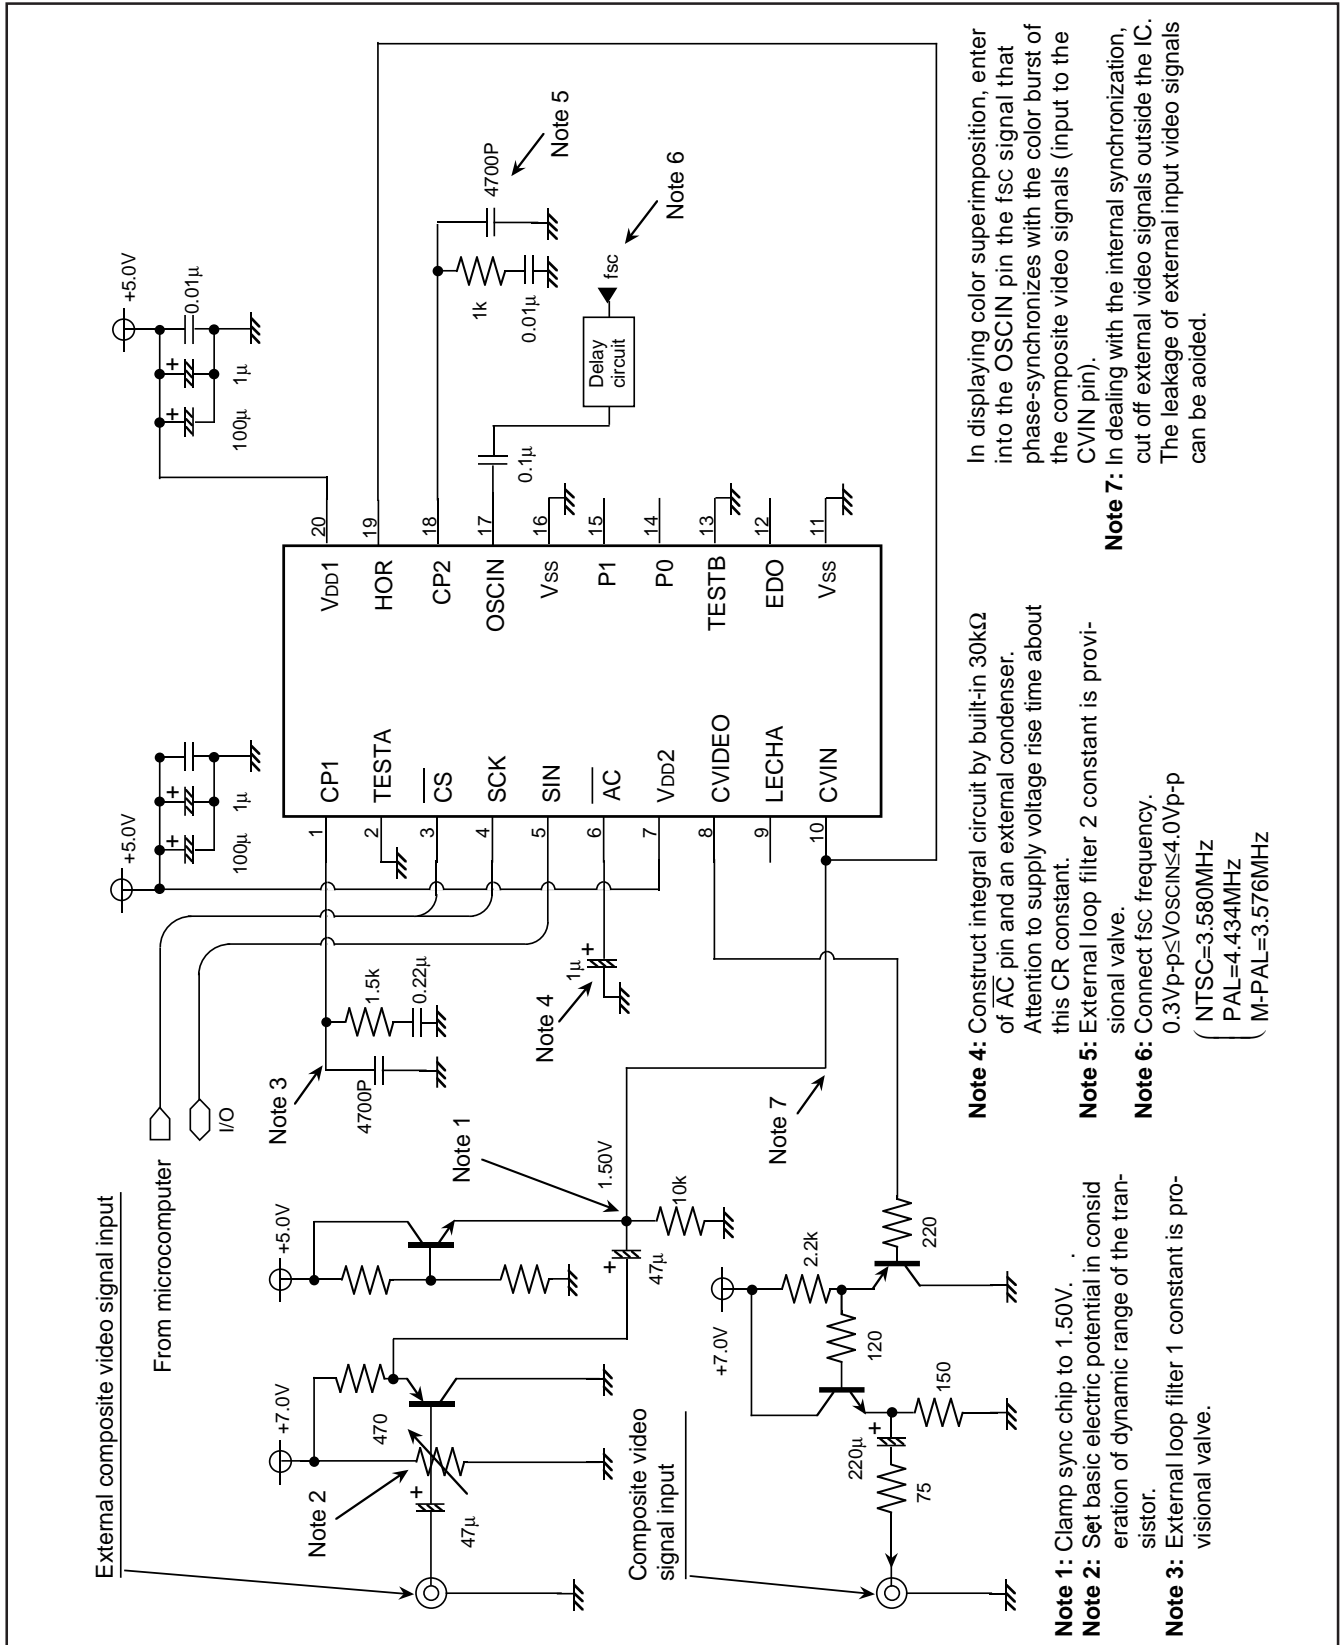 External composite video signal input
From microcomputer
I/O
+5.0V
100µ
1µ
+5.0V
100µ
1µ
0.01µ
Note 3
4700P
1.5k
0.22µ
+7.0V
470
Note 2
47µ
+
+5.0V
Note 1
1.50V
+
47µ
10k
Note 4
1µ
+
Note 7
1
2
3
4
5
6
7
8
9
10
CP1
TESTA
CS
SCK
SIN
AC
VDD2
CVIDEO
LECHA
CVIN
VDD1
HOR
CP2
OSCIN
VSS
P1
P0
TESTB
EDO
VSS
20
19
18
17
16
15
14
13
12
11
1k
0.01µ
4700P
Note 5
0.1µ
Delay
circuit
fsc
Note 6
Composite video
signal input
+7.0V
2.2k
220
120
150
220µ
+
75
Note 1: Clamp sync chip to 1.50V.
Note 2: Set basic electric potential in consid
eration of dynamic range of the tran-
sistor.
Note 3: External loop filter 1 constant is pro-
visional valve.
Note 4: Construct integral circuit by built-in 30kΩ
of AC pin and an external condenser.
Attention to supply voltage rise time about
this CR constant.
Note 5: External loop filter 2 constant is provi-
sional valve.
Note 6: Connect fsc frequency.
0.3Vp-p≤VOSCIN≤4.0Vp-p
NTSC=3.580MHz
PAL=4.434MHz
M-PAL=3.576MHz
In displaying color superimposition, enter
into the OSCIN pin the fsc signal that
phase-synchronizes with the color burst of
the composite video signals (input to the
CVIN pin).
Note 7: In dealing with the internal synchronization,
cut off external video signals outside the IC.
The leakage of external input video signals
can be aoided.